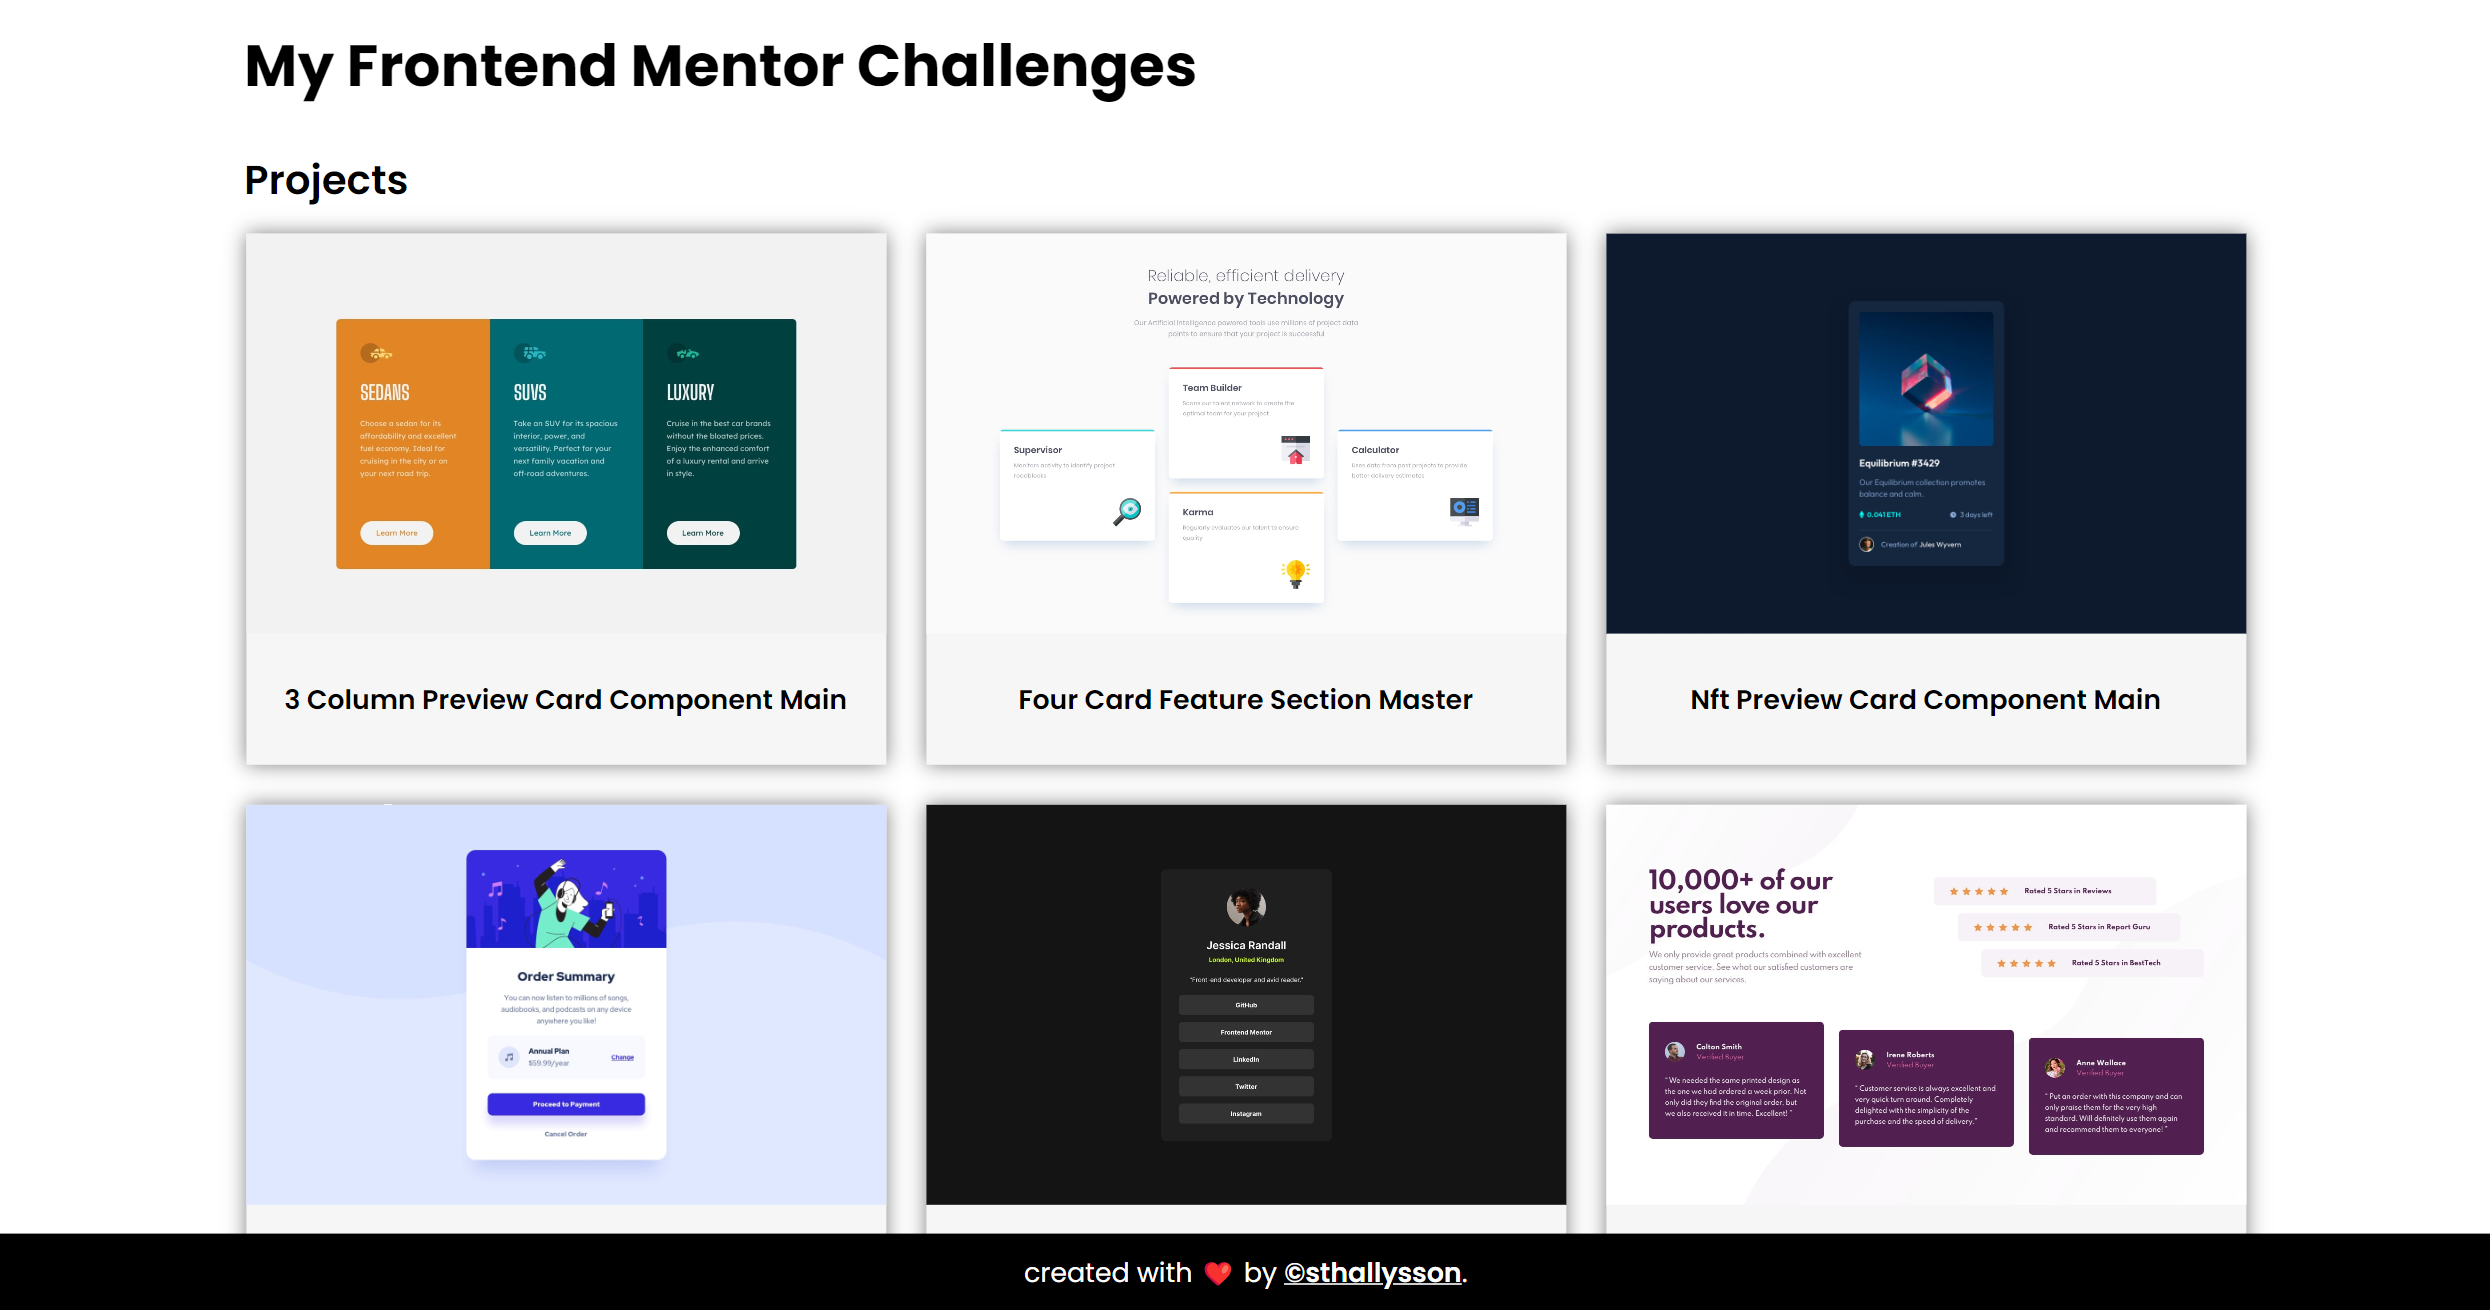 My Frontend Mentor Challenges
Projects
SEDANS
Choose a sedan for its
affordability and excellent
fuel economy. Ideal for
cruising in the city or on
your next road trip.
Learn More
SUVS
Take an SUV for its spacious
interior, power, and
versatility. Perfect for your
next family vacation and
off-road adventures.
Learn More
LUXURY
Cruise in the best car brands
without the bloated prices.
Enjoy the enhanced comfort
of a luxury rental and arrive
in style.
Learn More
3 Column Preview Card Component Main
Reliable, efficient delivery
Powered by Technology
Our Artificial Intelligence powered tools use millions of project data
points to ensure that your project is successful
Supervisor
Monitors activity to identify project
roadblocks
Team Builder
Scans our talent network to create the
optimal team for your project
Karma
Regularly evaluates our talent to ensure
quality
Calculator
Uses data from past projects to provide
better delivery estimates
Four Card Feature Section Master
Equilibrium #3429
Our Equilibrium collection promotes
balance and calm.
0.041 ETH
3 days left
Creation of Jules Wyvern
Nft Preview Card Component Main
Order Summary
You can now listen to millions of songs,
audiobooks, and podcasts on any device
anywhere you like!
Annual Plan
$59.99/year
Change
Proceed to Payment
Cancel Order
Jessica Randall
London, United Kingdom
"Front-end developer and avid reader."
GitHub
Frontend Mentor
LinkedIn
Twitter
Instagram
10,000+ of our
users love our
products.
We only provide great products combined with excellent
customer service. See what our satisfied customers are
saying about our services.
Rated 5 Stars in Reviews
Rated 5 Stars in Report Guru
Rated 5 Stars in BestTech
Colton Smith
Verified Buyer
" We needed the same printed design as
the one we had ordered a week prior. Not
only did they find the original order, but
we also received it in time. Excellent! "
Irene Roberts
Verified Buyer
" Customer service is always excellent and
very quick turn around. Completely
delighted with the simplicity of the
purchase and the speed of delivery. "
Anne Wallace
Verified Buyer
" Put an order with this company and can
only praise them for the very high
standard. Will definitely use them again
and recommend them to everyone! "
created with ❤️ by ©sthallysson.